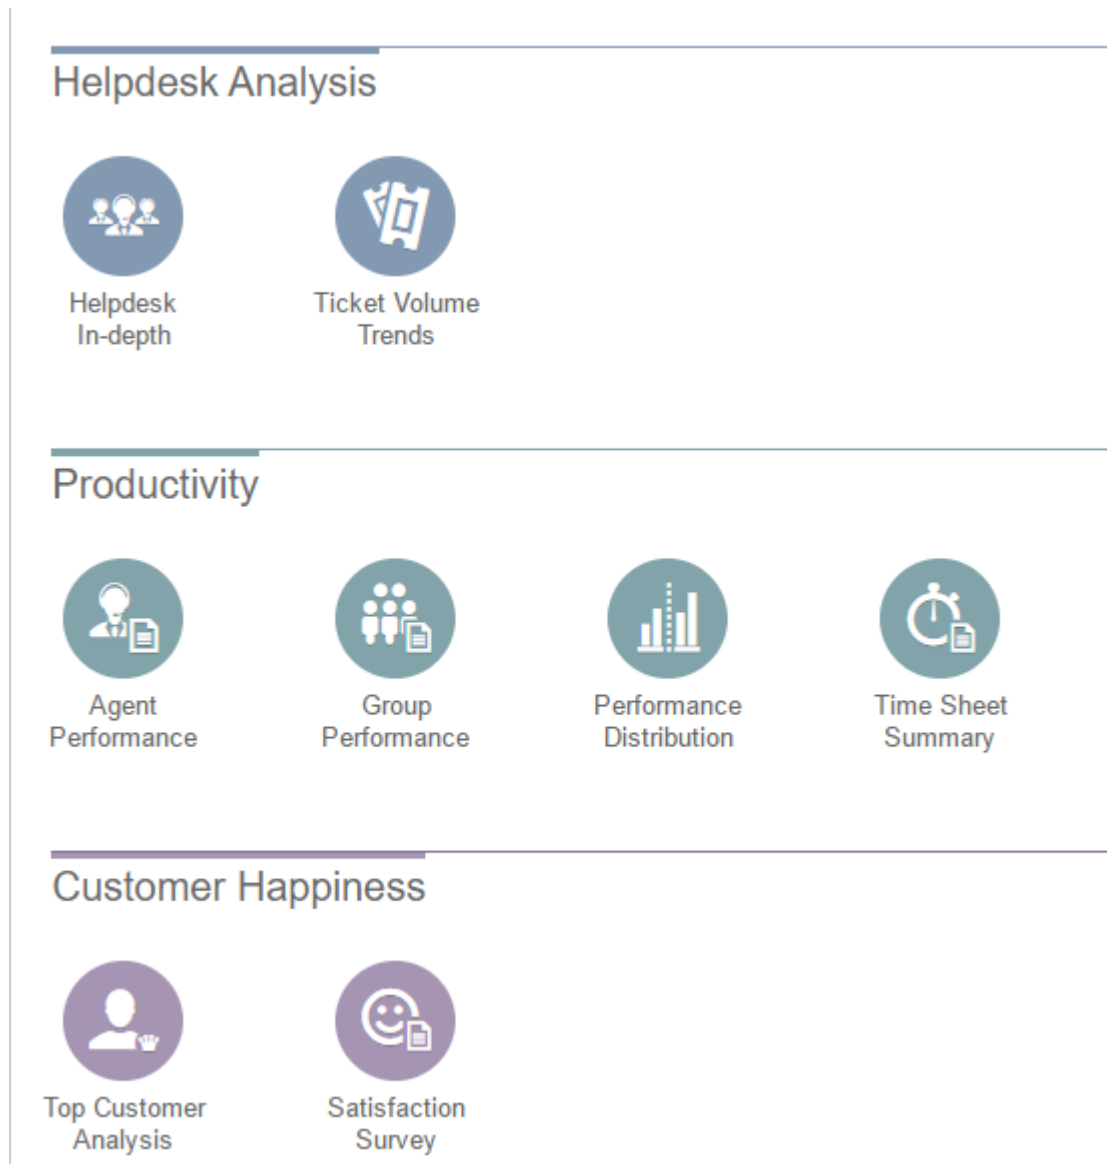 Helpdesk Analysis
Helpdesk
In-depth
Ticket Volume
Trends
Productivity
Agent
Performance
Group
Performance
Performance
Distribution
Time Sheet
Summary
Customer Happiness
Top Customer
Analysis
Satisfaction
Survey